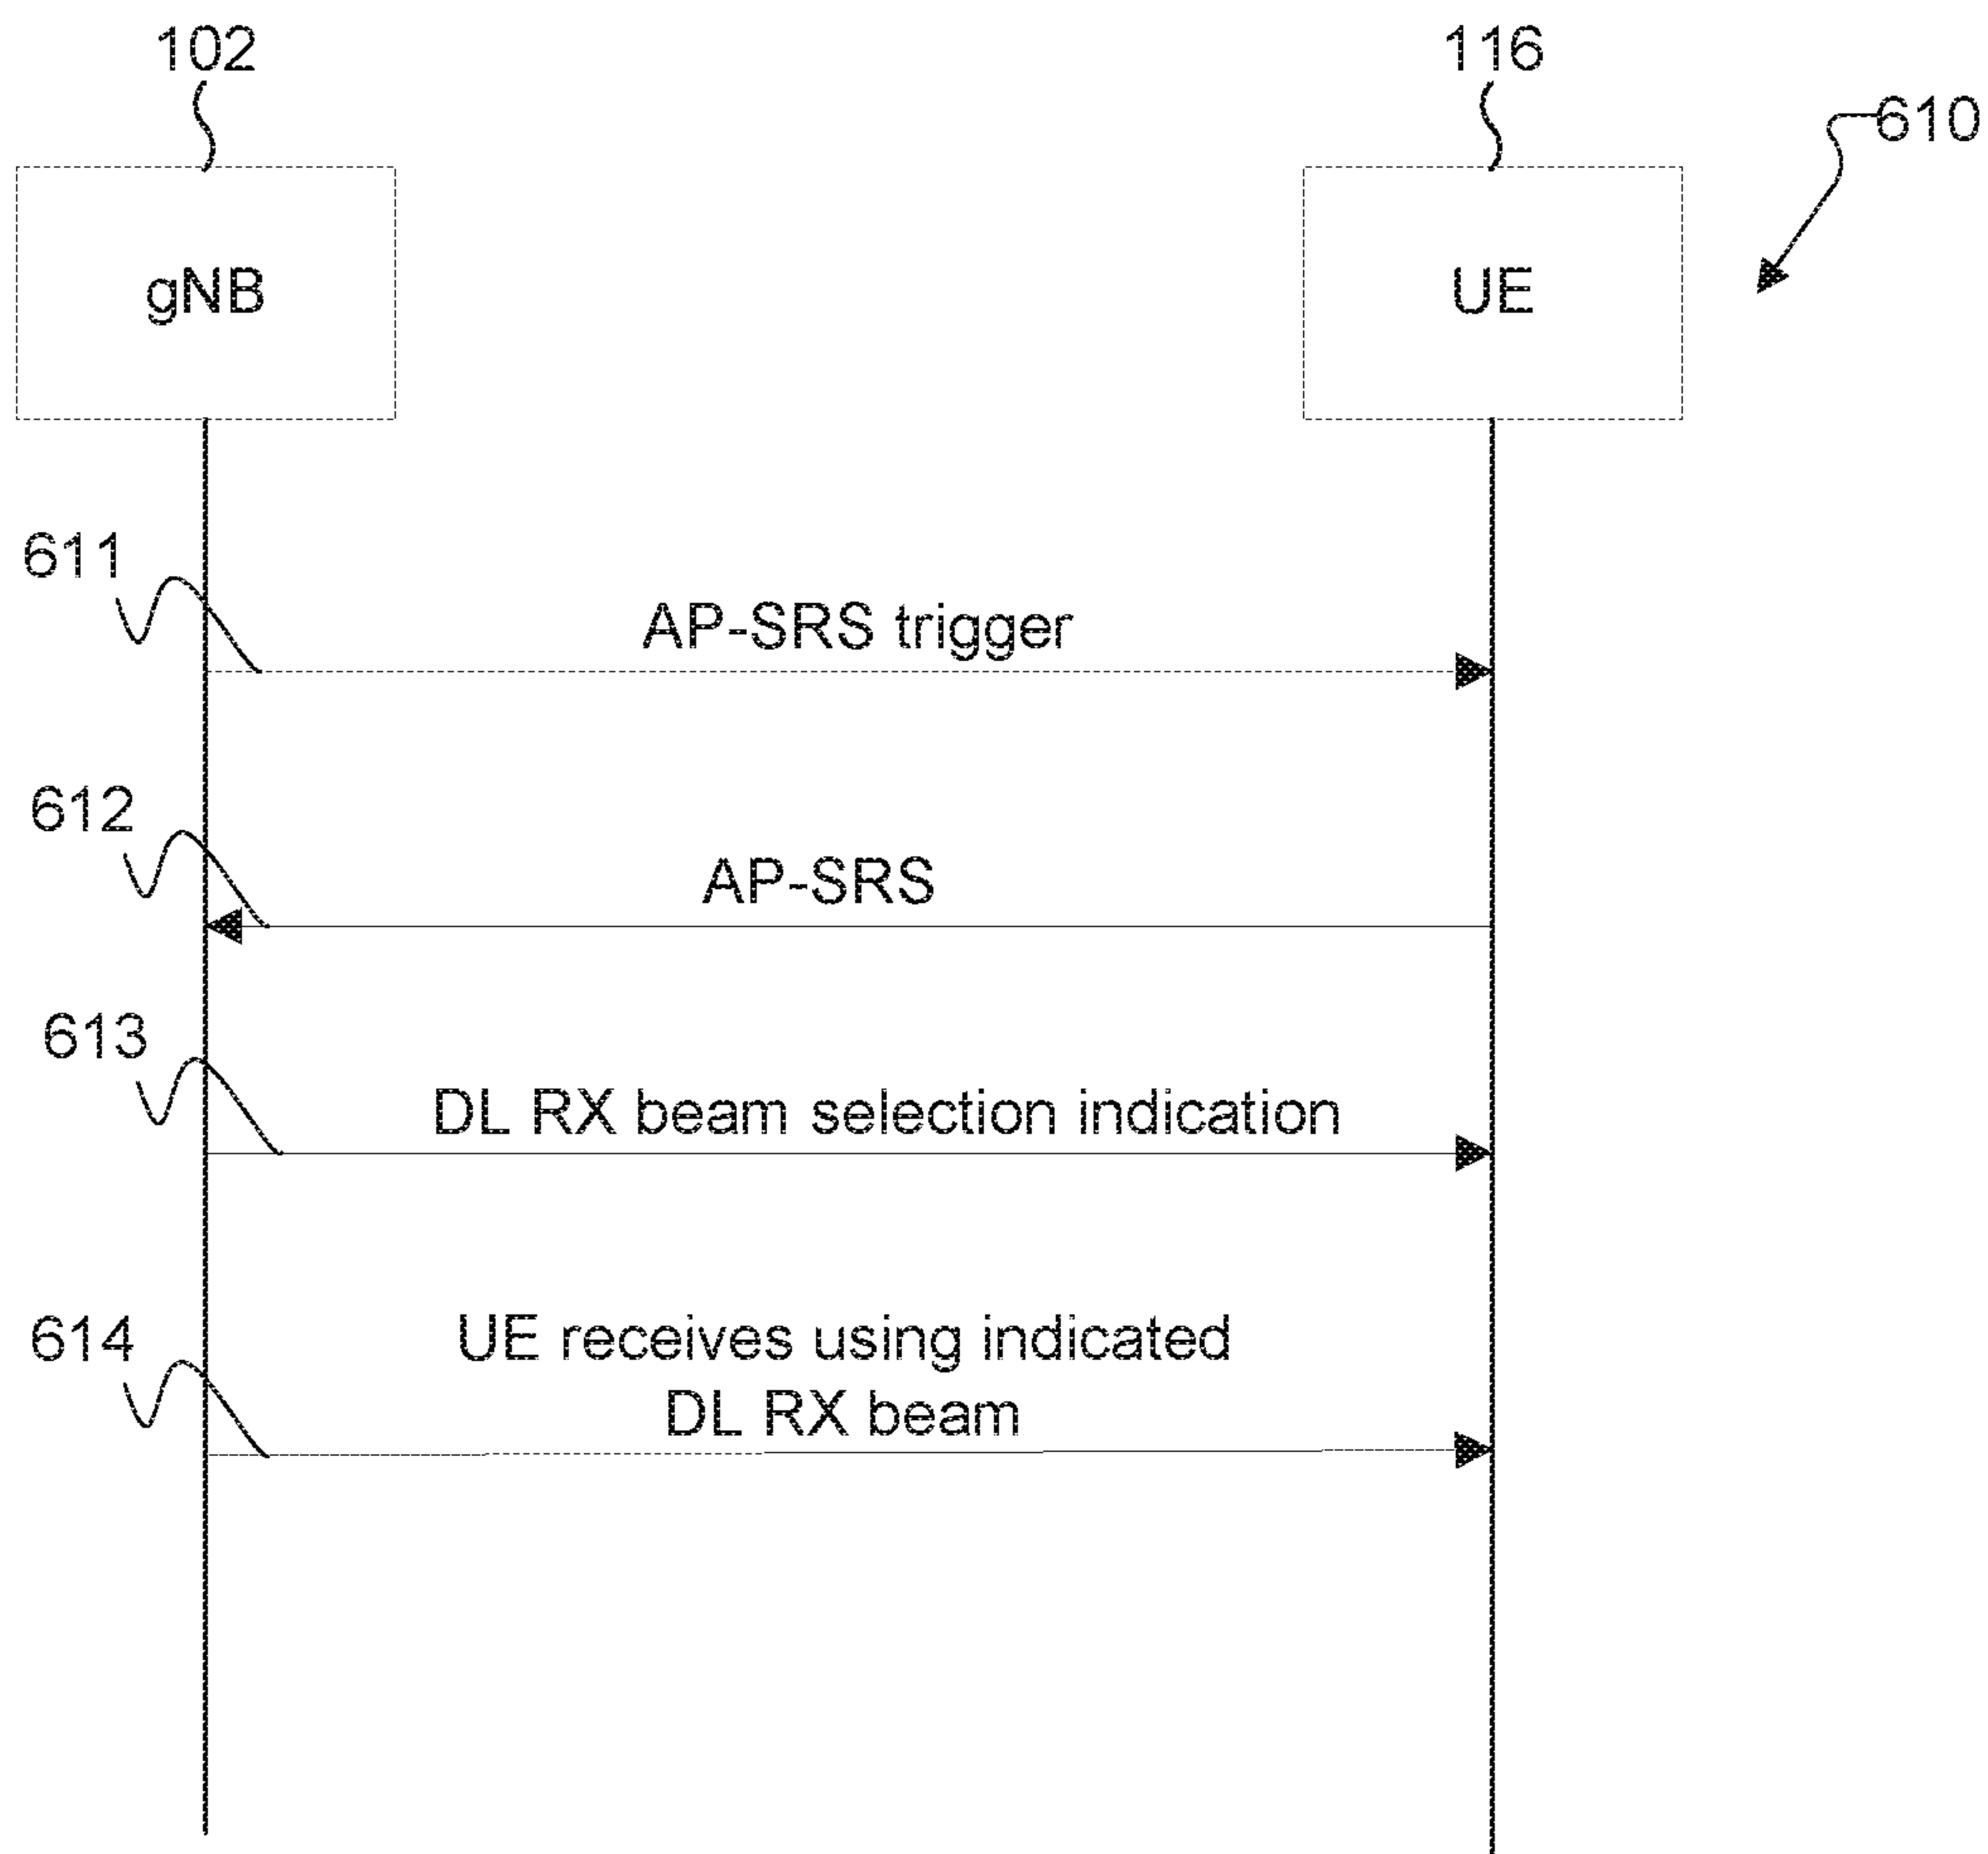 102
116
610
gNB
UE
611
AP-SRS trigger
612
AP-SRS
613
DL RX beam selection indication
614
UE receives using indicated
DL RX beam